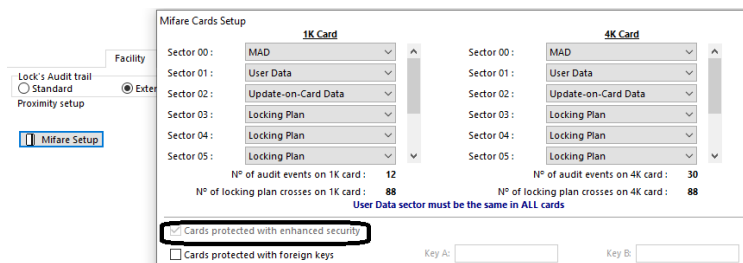 Mifare Cards Setup
1K Card
4K Card
Sector 00 :
MAD
Sector 00 :
MAD
Facility
Sector 01 :
User Data
Sector 01 :
User Data
Lock's Audit trail
Standard
Sector 02 :
Update-on-Card Data
Sector 02 :
Update-on-Card Data
Proximity setup
Sector 03 :
Locking Plan
Sector 03 :
Locking Plan
Mifare Setup
Sector 04 :
Locking Plan
Sector 04 :
Locking Plan
Sector 05 :
Locking Plan
Sector 05 :
Locking Plan
Nº of audit events on 1K card : 12
Nº of audit events on 4K card : 30
Nº of locking plan crosses on 1K card : 88
Nº of locking plan crosses on 4K card : 88
User Data sector must be the same in ALL cards
Cards protected with enhanced security
Cards protected with foreign keys
Key A:
Key B: